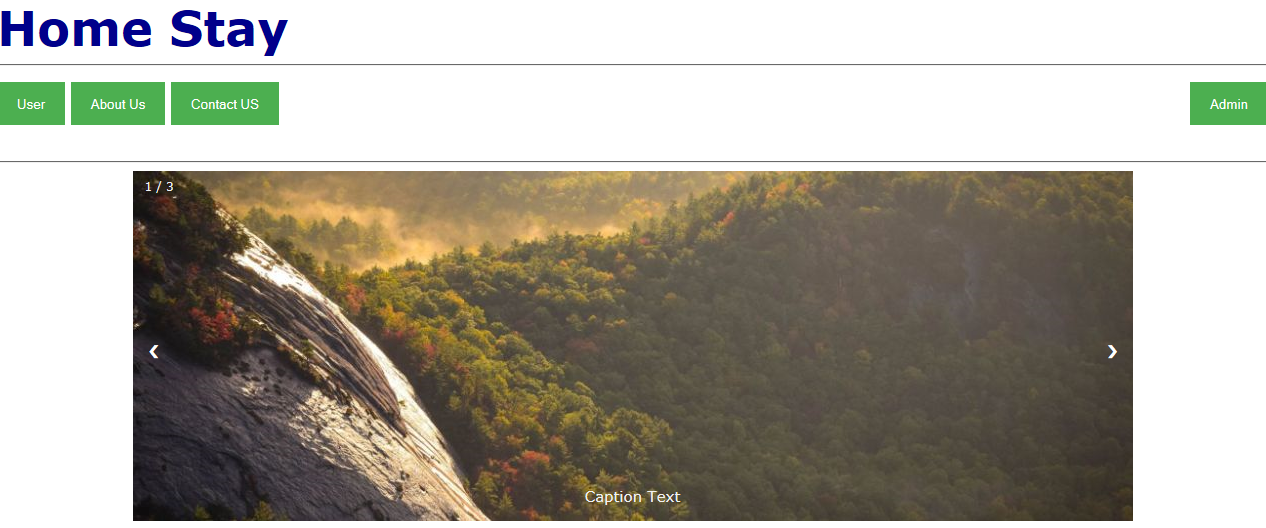 Home Stay
User About Us Contact US Admin
1 / 3
❮ ❯
Caption Text